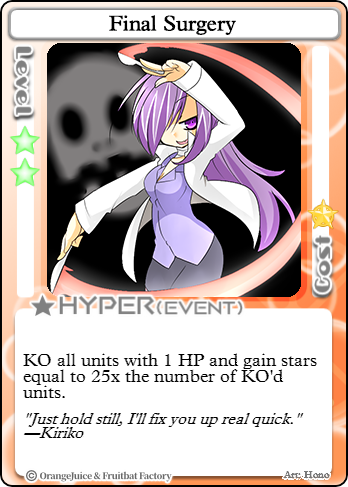 Final Surgery
Level
Cost
HYPER(EVENT)
KO all units with 1 HP and gain stars
equal to 25x the number of KO'd
units.
"Just hold still, I'll fix you up real quick."
—Kiriko
© OrangeJuice & Fruitbat Factory
Art: Hono